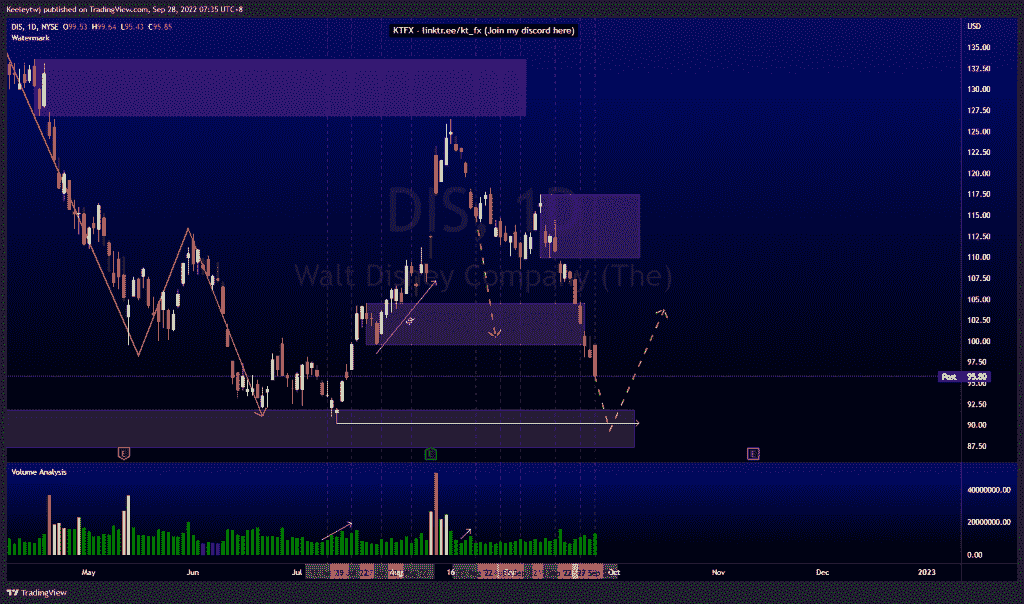 Keeleytwj published on TradingView.com, Sep 28, 2022 07:35 UTC+8
DIS, 1D, NYSE O99.53 H99.64 L95.43 C95.85
Watermark
KTFX - linktr.ee/kt_fx (Join my discord here)
USD
135.00
132.50
130.00
127.50
125.00
122.50
120.00
117.50
115.00
112.50
110.00
107.50
105.00
102.50
100.00
97.50
Post 95.80
95.00
92.50
90.00
87.50
DIS, 1D
Walt Disney Company (The)
E
E
E
Volume Analysis
40000000.00
20000000.00
0.00
May
Jun
Jul
Aug
16
Sep
Oct
Nov
Dec
2023
TradingView